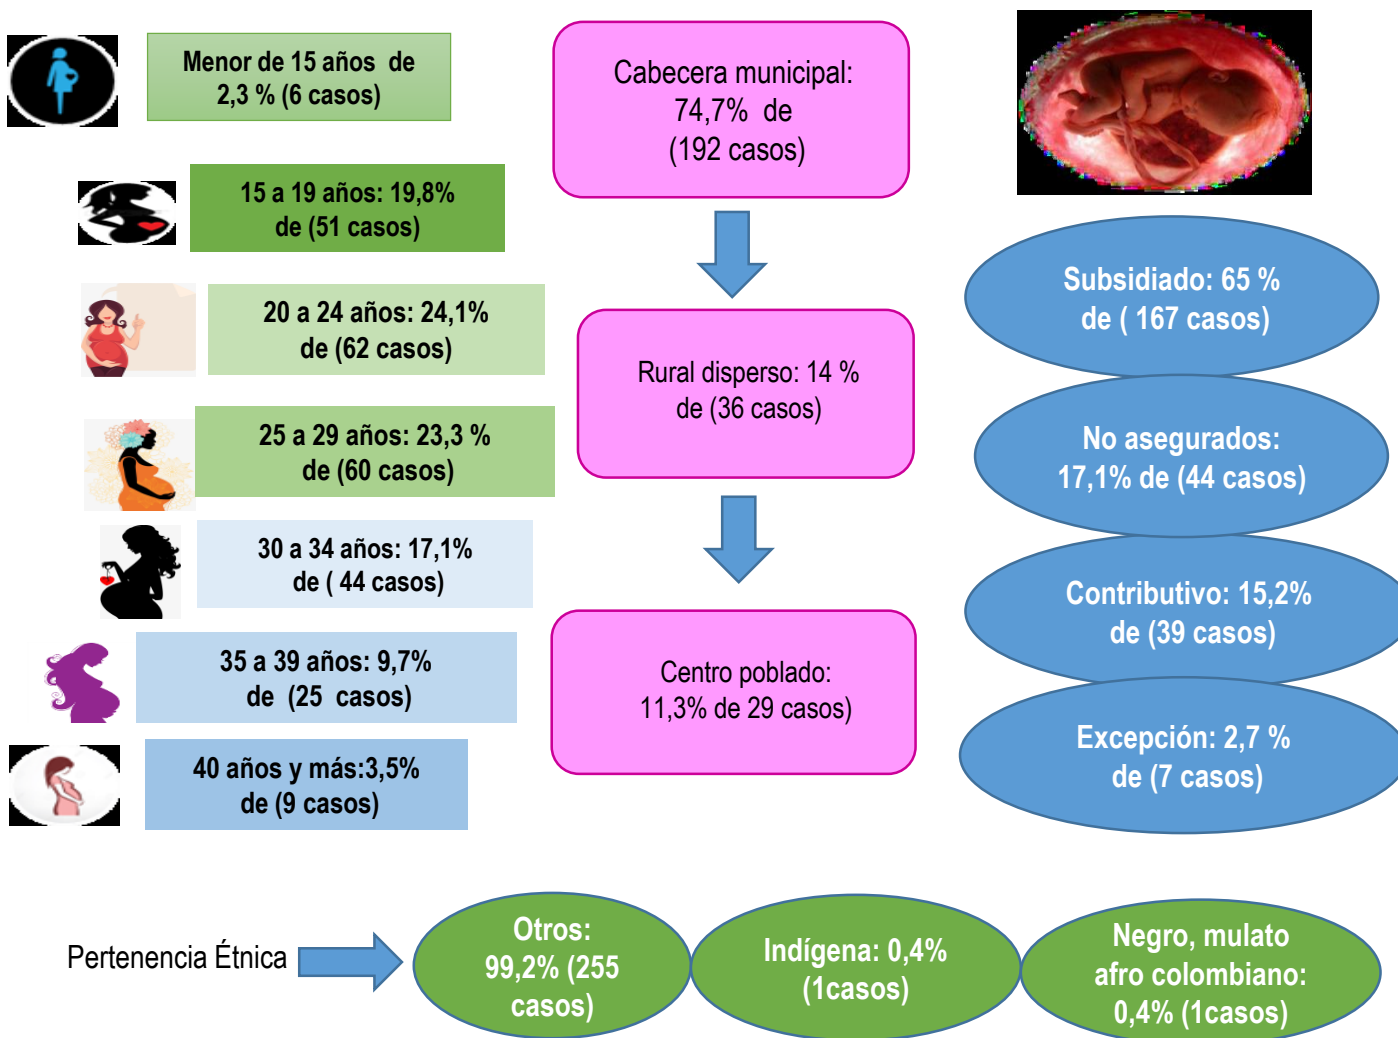 Menor de 15 años de
2,3 % (6 casos)
15 a 19 años: 19,8%
de (51 casos)
20 a 24 años: 24,1%
de (62 casos)
25 a 29 años: 23,3 %
de (60 casos)
30 a 34 años: 17,1%
de ( 44 casos)
35 a 39 años: 9,7%
de (25 casos)
40 años y más:3,5%
de (9 casos)
Cabecera municipal:
74,7% de
(192 casos)
Rural disperso: 14 %
de (36 casos)
Centro poblado:
11,3% de 29 casos)
Subsidiado: 65 %
de ( 167 casos)
No asegurados:
17,1% de (44 casos)
Contributivo: 15,2%
de (39 casos)
Excepción: 2,7 %
de (7 casos)
Pertenencia Étnica
Otros:
99,2% (255
casos)
Indígena: 0,4%
(1casos)
Negro, mulato
afro colombiano:
0,4% (1casos)